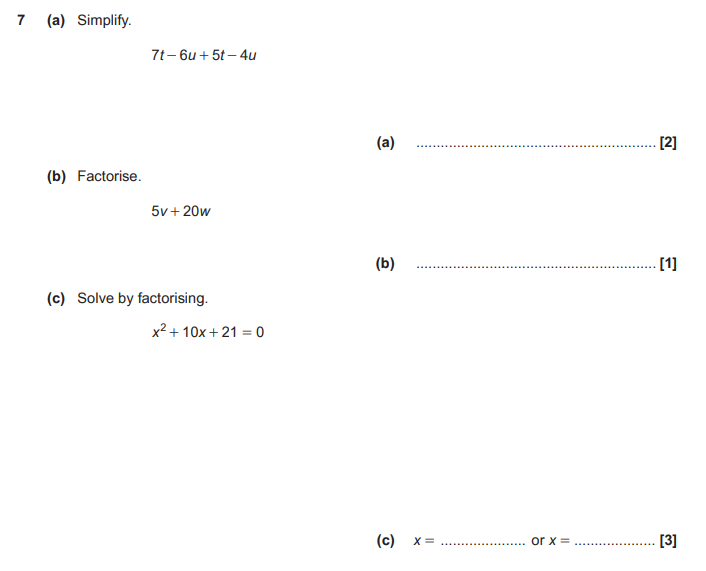 7 (a) Simplify.
7t – 6u + 5t – 4u
(a) .......................................................... [2]
(b) Factorise.
5v + 20w
(b) .......................................................... [1]
(c) Solve by factorising.
x² + 10x + 21 = 0
(c) x = .................... or x = .................... [3]